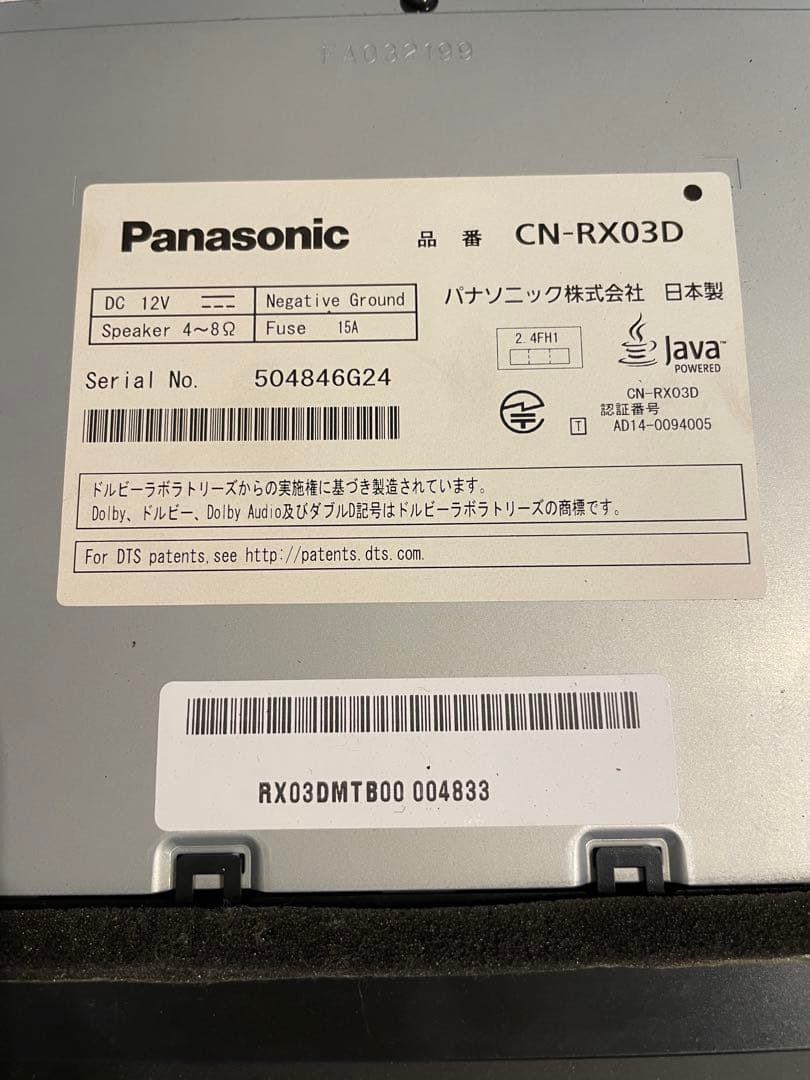 FA032199
Panasonic 品番 CN-RX03D
DC 12V Negative Ground
Speaker 4～8Ω Fuse 15A
パナソニック株式会社 日本製
2.4FH1
Java™
POWERED
Serial No. 504846G24
CN-RX03D
認証番号
T AD14-0094005
ドルビーラボラトリーズからの実施権に基づき製造されています。
Dolby、ドルビー、Dolby Audio及びダブルD記号はドルビーラボラトリーズの商標です。
For DTS patents, see http://patents.dts.com.
RX03DMTB00 004833